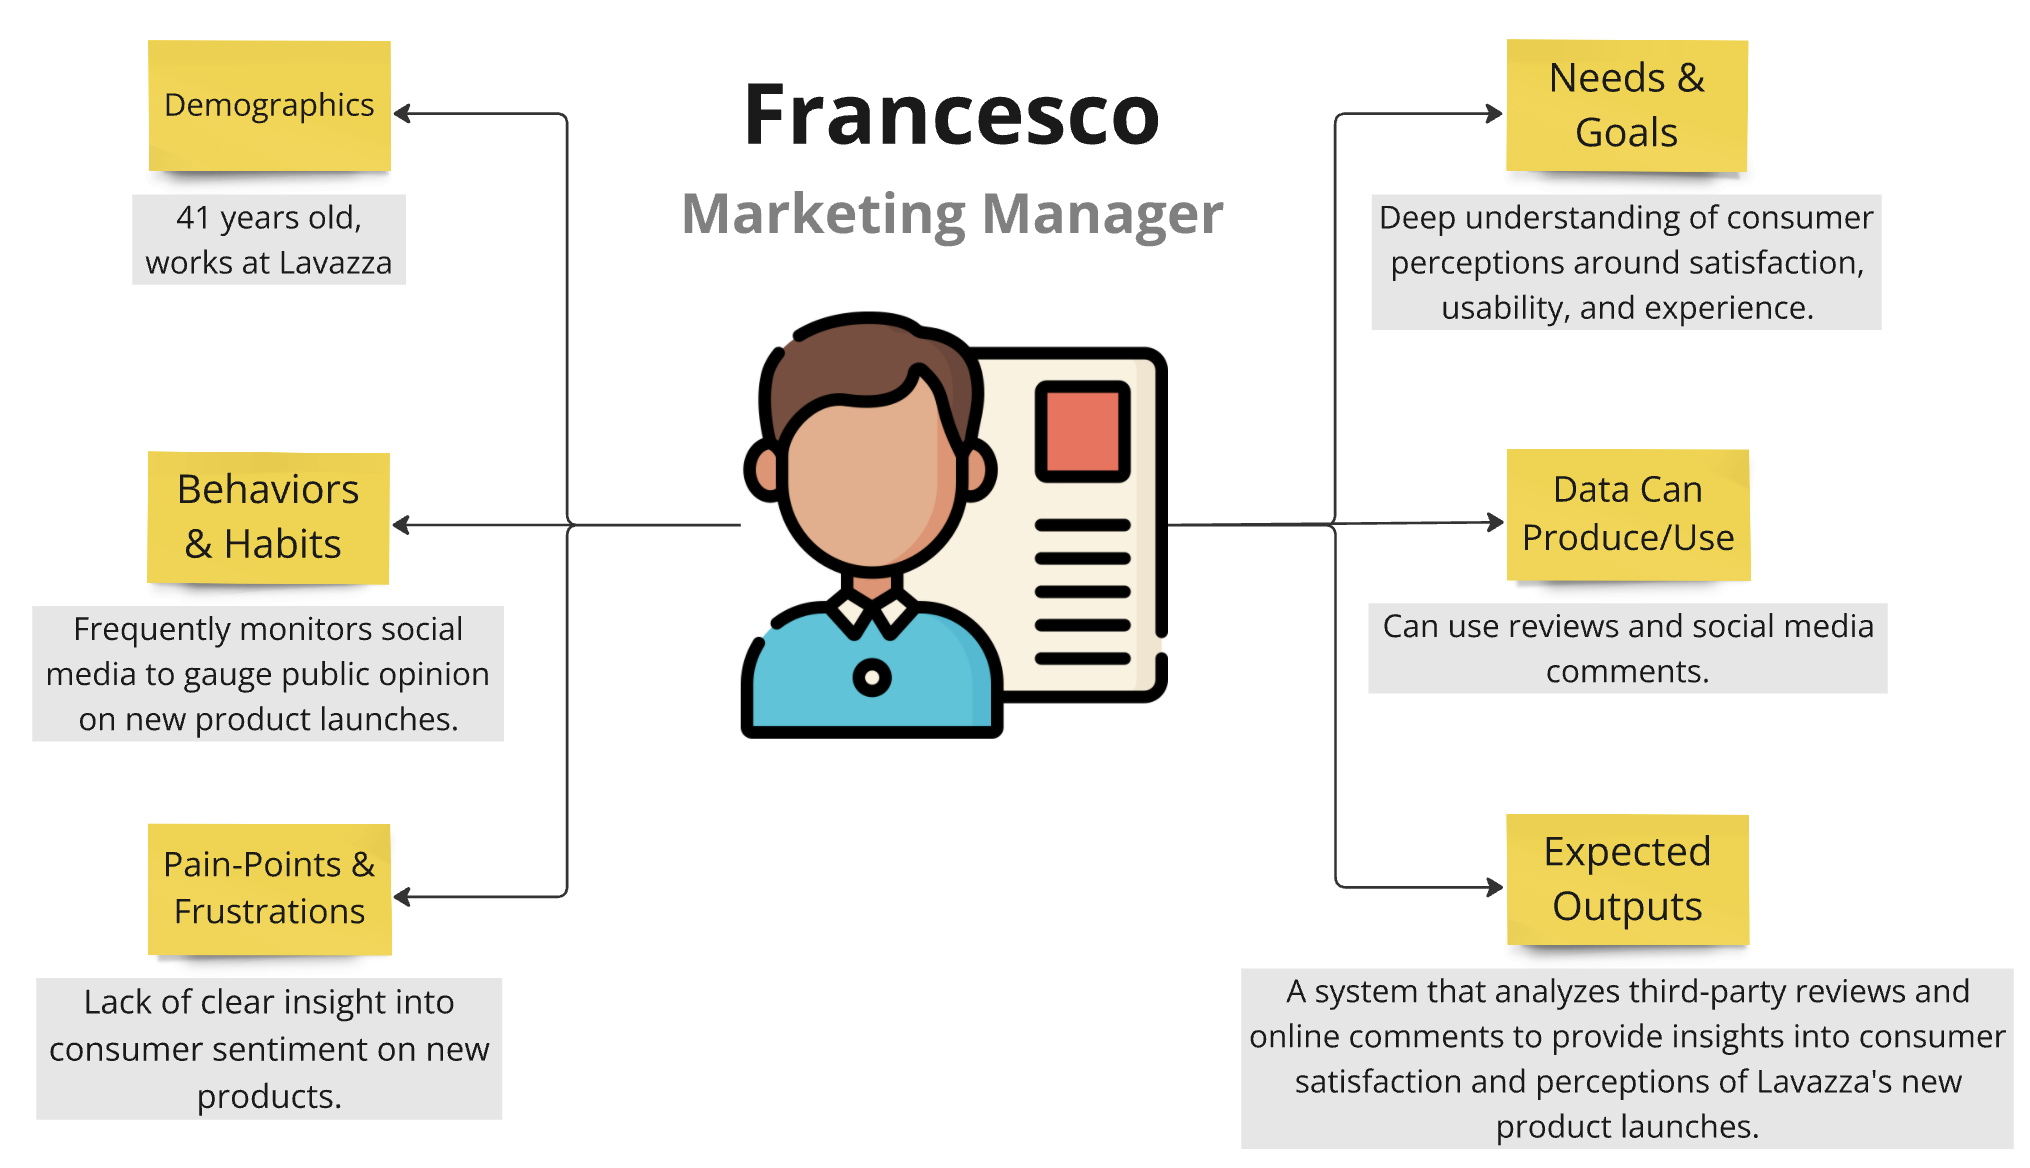 Francesco
Marketing Manager
Demographics
41 years old,
works at Lavazza
Behaviors
& Habits
Frequently monitors social
media to gauge public opinion
on new product launches.
Pain-Points &
Frustrations
Lack of clear insight into
consumer sentiment on new
products.
Needs &
Goals
Deep understanding of consumer
perceptions around satisfaction,
usability, and experience.
Data Can
Produce/Use
Can use reviews and social media
comments.
Expected
Outputs
A system that analyzes third-party reviews and
online comments to provide insights into consumer
satisfaction and perceptions of Lavazza's new
product launches.